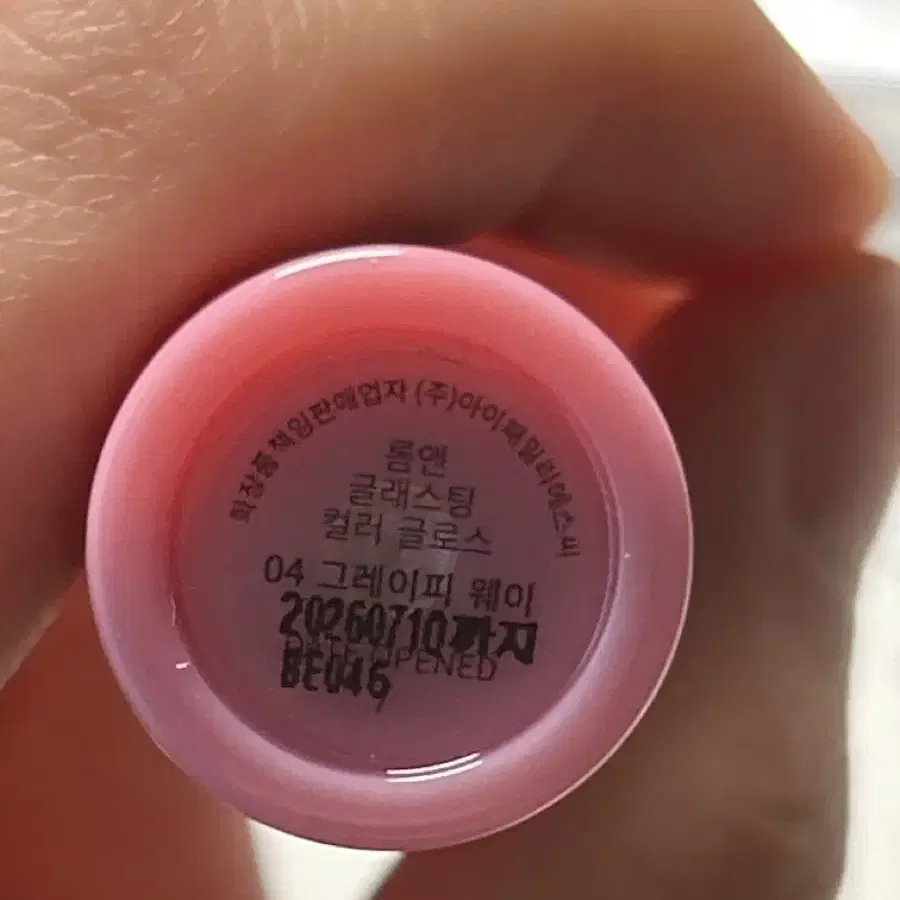 화장품책임판매업자 (주)아이패밀리에스씨
롬앤
글래스팅
컬러 글로스
04 그레이피 웨이
20260710까지
DATE OPENED
BE046